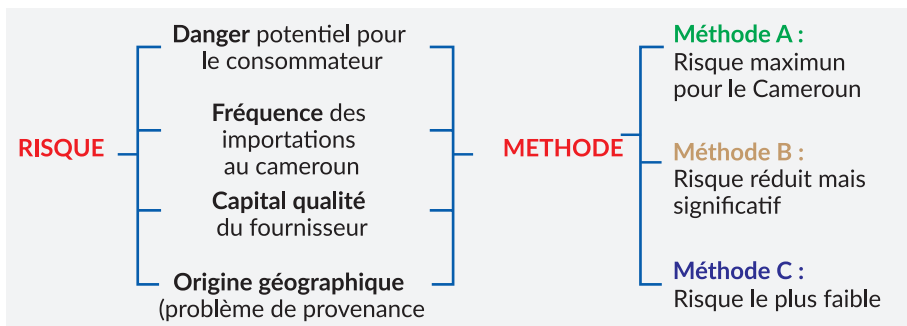 RISQUE
Danger potentiel pour
le consommateur
Fréquence des
importations
au cameroun
Capital qualité
du fournisseur
Origine géographique
(problème de provenance
METHODE
Méthode A :
Risque maximun
pour le Cameroun
Méthode B :
Risque réduit mais
significatif
Méthode C :
Risque le plus faible